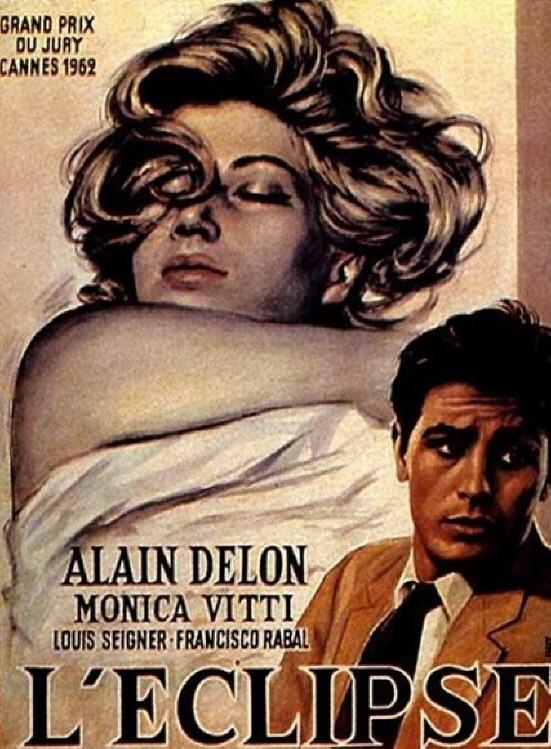 GRAND PRIX
DU JURY
CANNES 1962
ALAIN DELON
MONICA VITTI
LOUIS SEIGNER · FRANCISCO RABAL
L'ECLIPSE